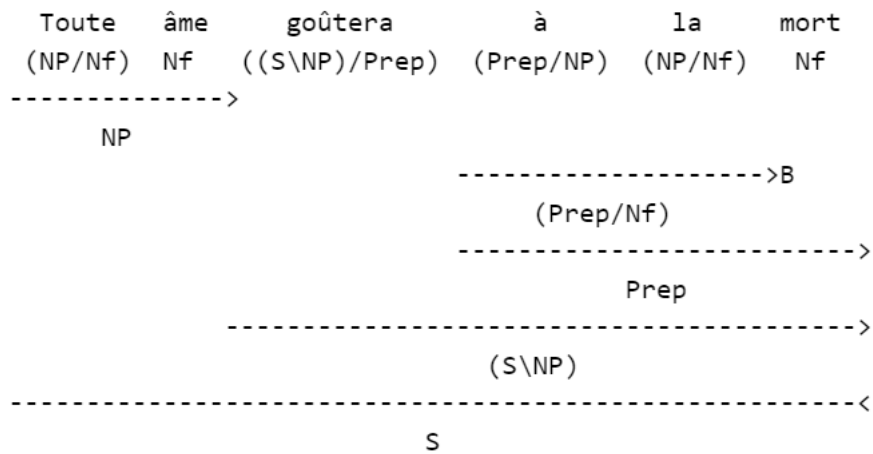 Toute âme goûtera à la mort
(NP/Nf) Nf ((S\NP)/Prep) (Prep/NP) (NP/Nf) Nf
-------------->
NP
-------------------->B
(Prep/Nf)
-------------------------->
Prep
----------------------------------------->
(S\NP)
-------------------------------------------------------<
S